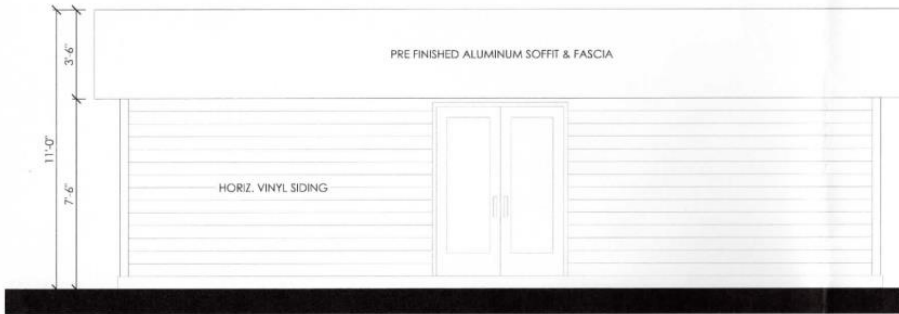 PRE FINISHED ALUMINUM SOFFIT & FASCIA
3'-6"
11'-0"
7'-6"
HORIZ. VINYL SIDING